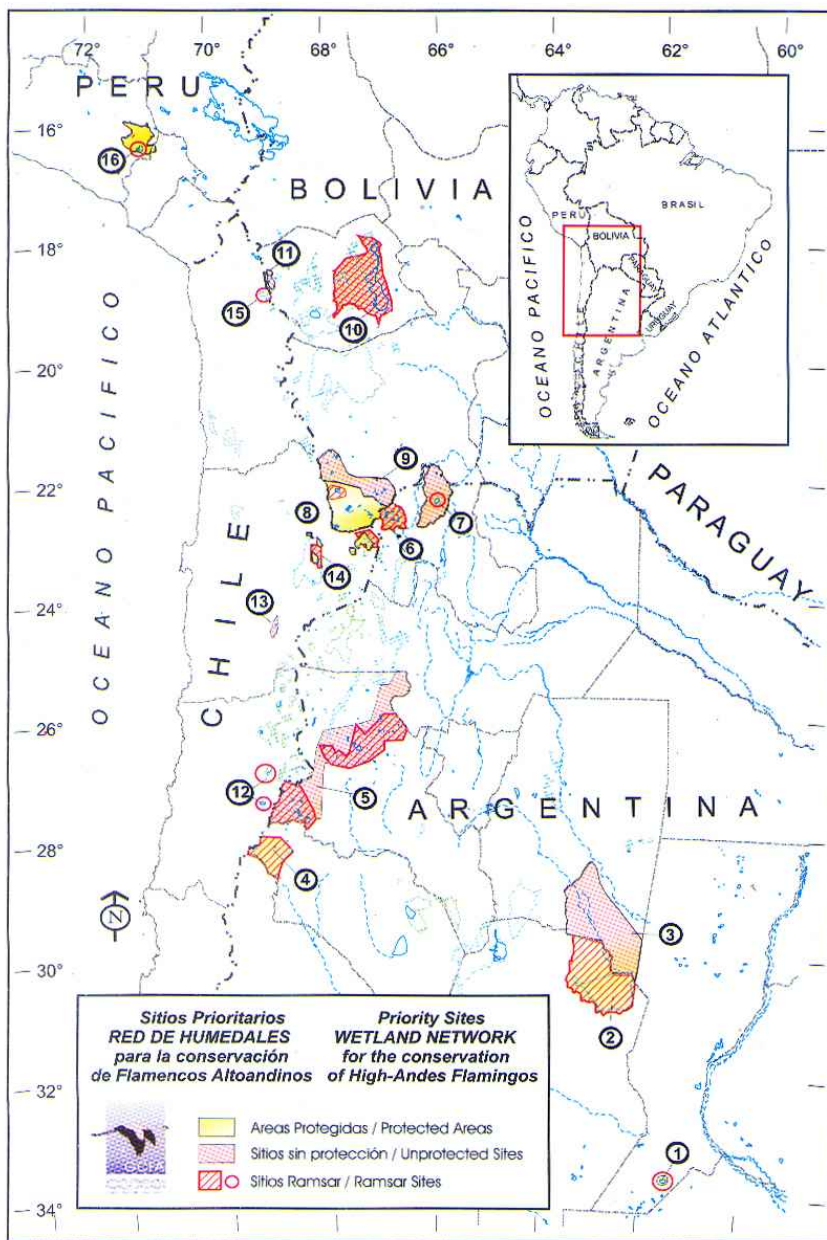 72° 70° 68° 66° 64° 62° 60°
PERU
16°
16
BOLIVIA
18°
11
15
10
20°
9
22°
8
7
6
14
24°
13
CHILE
OCEANO PACIFICO
PARAGUAY
26°
12
5
ARGENTINA
28°
4
3
N
30°
2
32°
1
34°
PERU
BRASIL
BOLIVIA
PARAGUAY
CHILE
ARGENTINA
URUGUAY
OCEANO PACIFICO
OCEANO ATLANTICO
Sitios Prioritarios
RED DE HUMEDALES
para la conservación
de Flamencos Altoandinos
Priority Sites
WETLAND NETWORK
for the conservation
of High-Andes Flamingos
Areas Protegidas / Protected Areas
Sitios sin protección / Unprotected Sites
Sitios Ramsar / Ramsar Sites